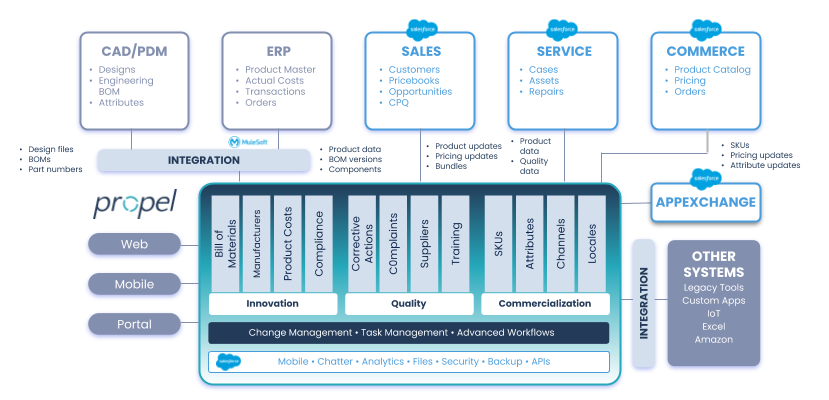 salesforce
salesforce
salesforce
CAD/PDM
• Designs
• Engineering
BOM
• Attributes
ERP
• Product Master
• Actual Costs
• Transactions
• Orders
SALES
• Customers
• Pricebooks
• Opportunities
• CPQ
SERVICE
• Cases
• Assets
• Repairs
COMMERCE
• Product Catalog
• Pricing
• Orders
• Design files
• BOMs
• Part numbers
MuleSoft
INTEGRATION
• Product data
• BOM versions
• Components
• Product updates
• Pricing updates
• Bundles
• Product
data
• Quality
data
• SKUs
• Pricing updates
• Attribute updates
propel
Web
Mobile
Portal
Bill of
Materials
Manufacturers
Product Costs
Compliance
Corrective
Actions
Complaints
Suppliers
Training
SKUs
Attributes
Channels
Locales
Innovation
Quality
Commercialization
Change Management • Task Management • Advanced Workflows
salesforce
Mobile • Chatter • Analytics • Files • Security • Backup • APIs
salesforce
APPEXCHANGE
INTEGRATION
OTHER
SYSTEMS
Legacy Tools
Custom Apps
IoT
Excel
Amazon